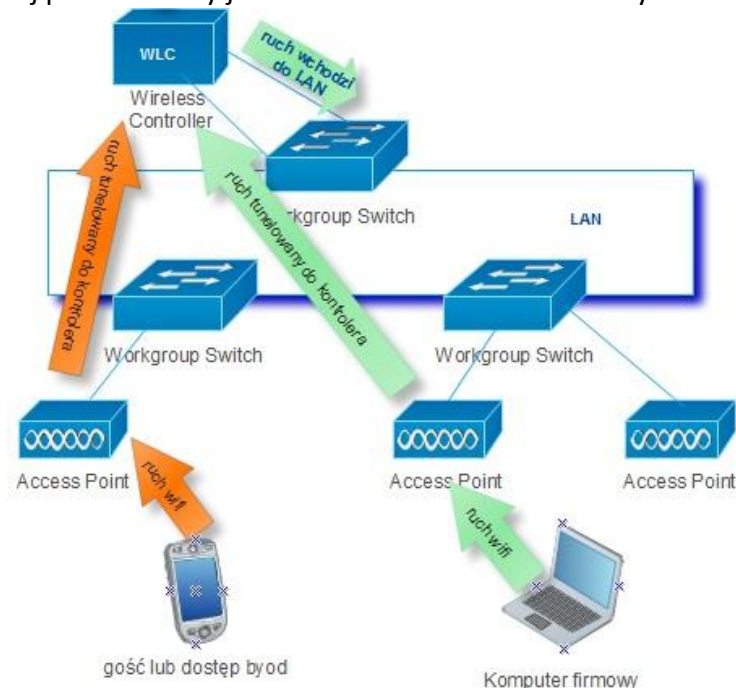 WLC
Wireless
Controller
ruch wchodzi
do LAN
ruch tunelowany do kontrolera
ruch tunelowany do kontrolera
rkgroup Switch
LAN
Workgroup Switch
Workgroup Switch
Access Point
Access Point
Access Point
ruch wifi
ruch wifi
gość lub dostęp byod
Komputer firmowy